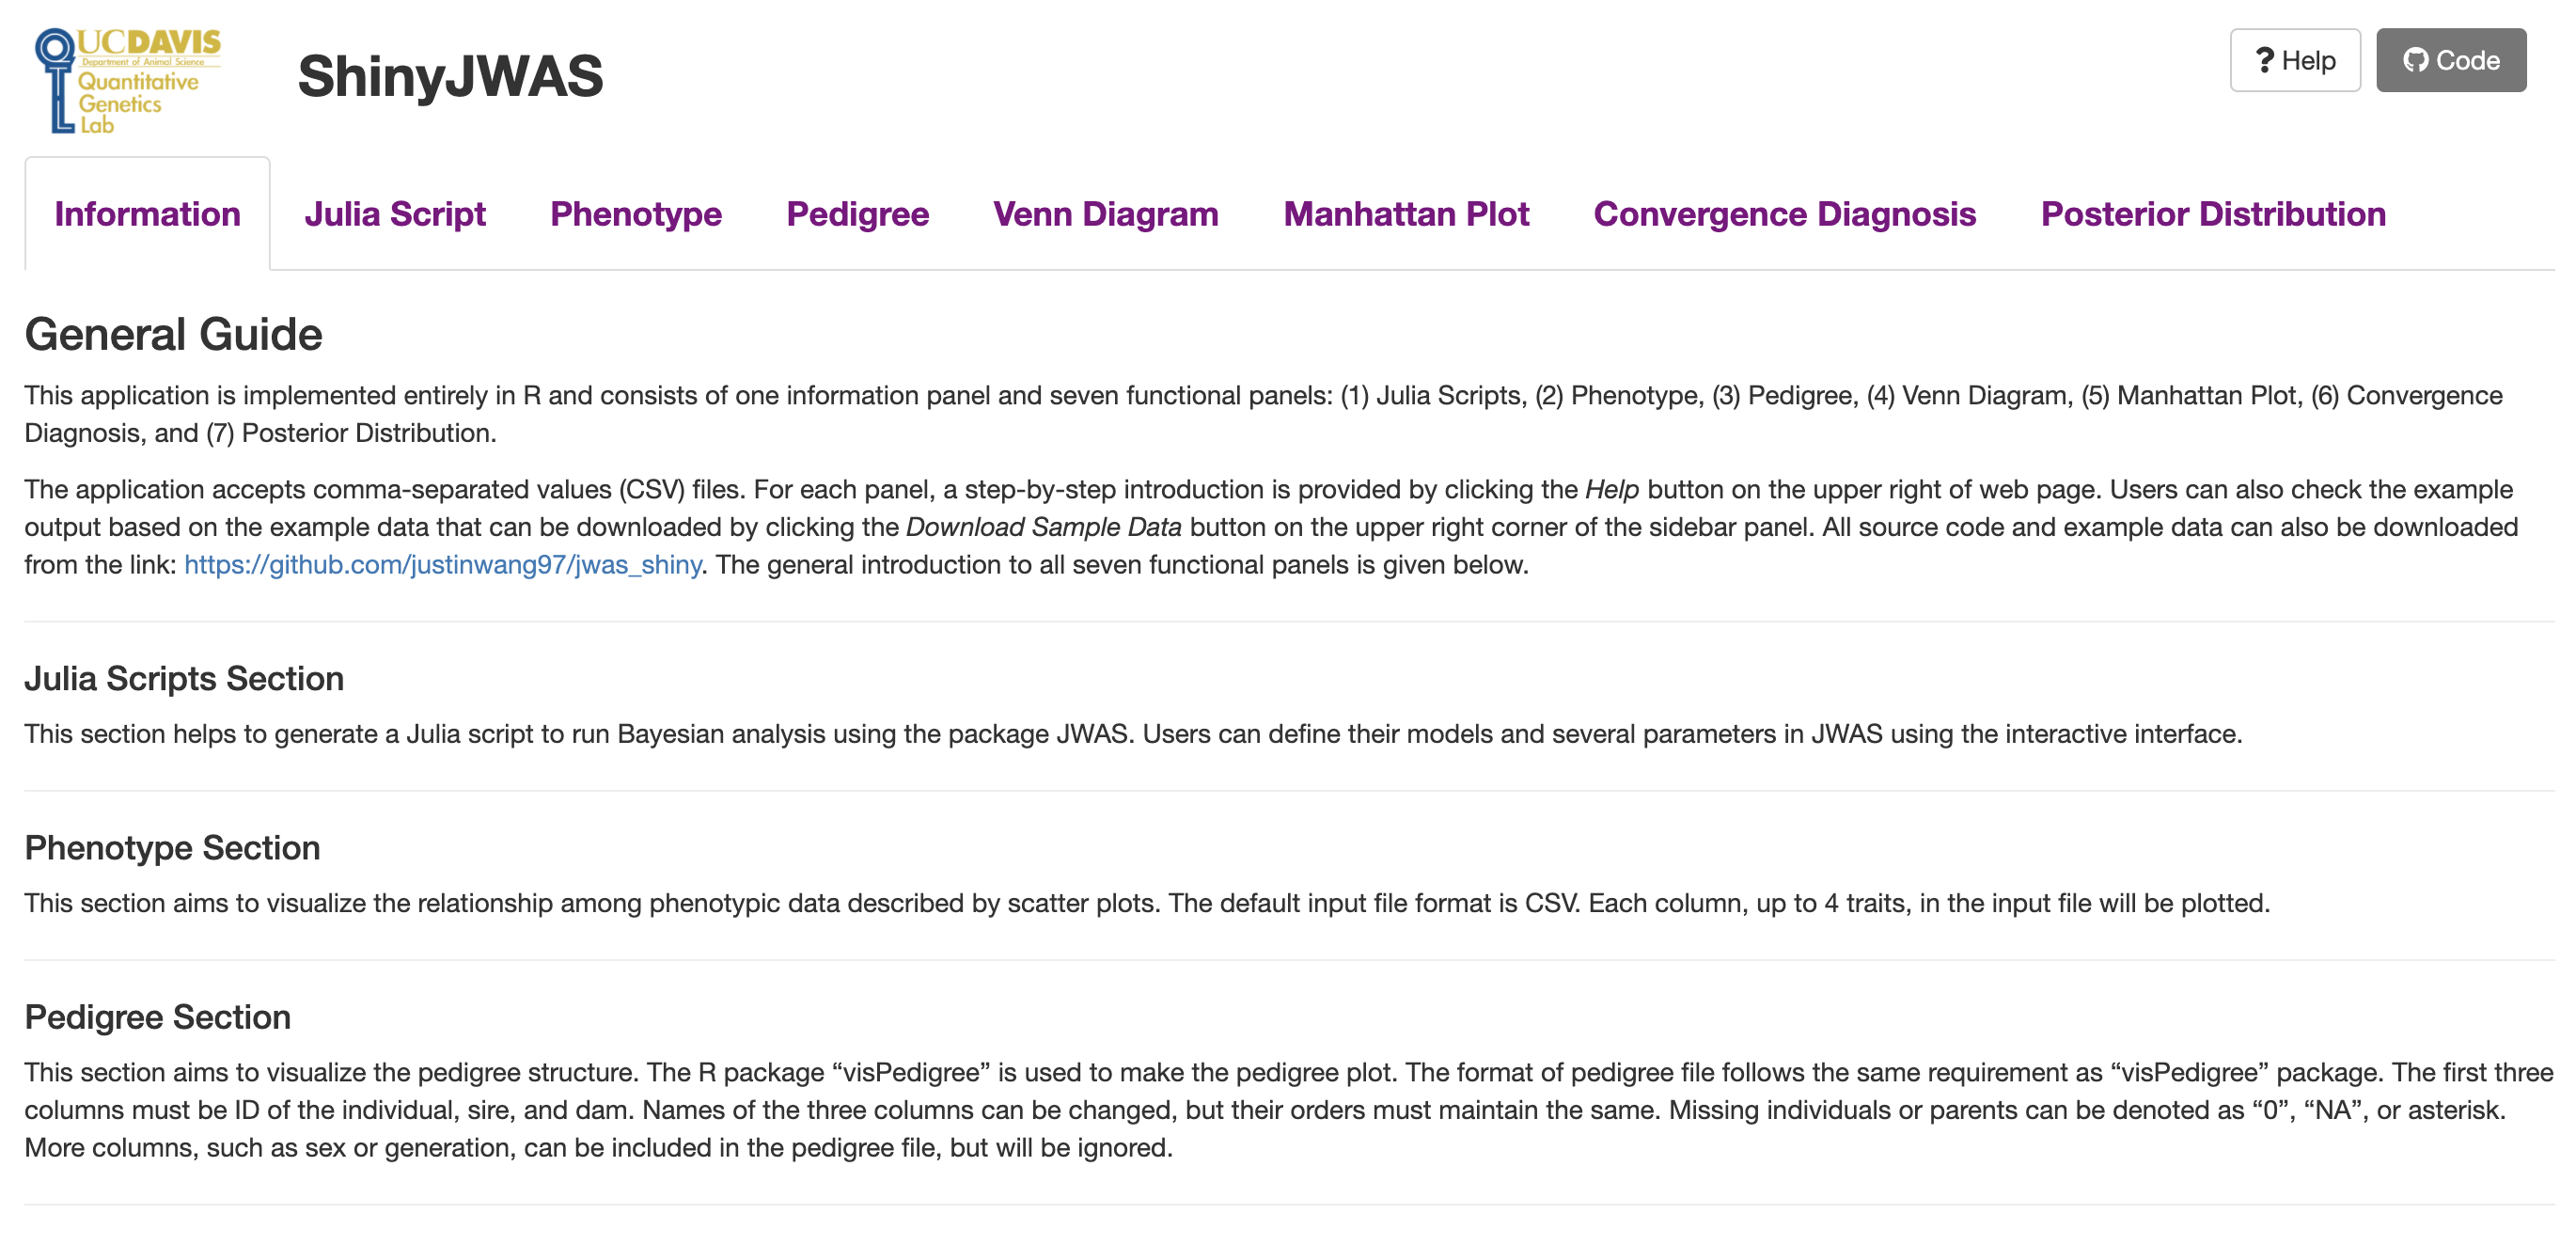 UCDAVIS
Department of Animal Science
Quantitative
Genetics
Lab
ShinyJWAS
? Help
Code
Information Julia Script Phenotype Pedigree Venn Diagram Manhattan Plot Convergence Diagnosis Posterior Distribution
General Guide
This application is implemented entirely in R and consists of one information panel and seven functional panels: (1) Julia Scripts, (2) Phenotype, (3) Pedigree, (4) Venn Diagram, (5) Manhattan Plot, (6) Convergence
Diagnosis, and (7) Posterior Distribution.
The application accepts comma-separated values (CSV) files. For each panel, a step-by-step introduction is provided by clicking the Help button on the upper right of web page. Users can also check the example
output based on the example data that can be downloaded by clicking the Download Sample Data button on the upper right corner of the sidebar panel. All source code and example data can also be downloaded
from the link: https://github.com/justinwang97/jwas_shiny. The general introduction to all seven functional panels is given below.
Julia Scripts Section
This section helps to generate a Julia script to run Bayesian analysis using the package JWAS. Users can define their models and several parameters in JWAS using the interactive interface.
Phenotype Section
This section aims to visualize the relationship among phenotypic data described by scatter plots. The default input file format is CSV. Each column, up to 4 traits, in the input file will be plotted.
Pedigree Section
This section aims to visualize the pedigree structure. The R package “visPedigree” is used to make the pedigree plot. The format of pedigree file follows the same requirement as “visPedigree” package. The first three
columns must be ID of the individual, sire, and dam. Names of the three columns can be changed, but their orders must maintain the same. Missing individuals or parents can be denoted as “0”, “NA”, or asterisk.
More columns, such as sex or generation, can be included in the pedigree file, but will be ignored.